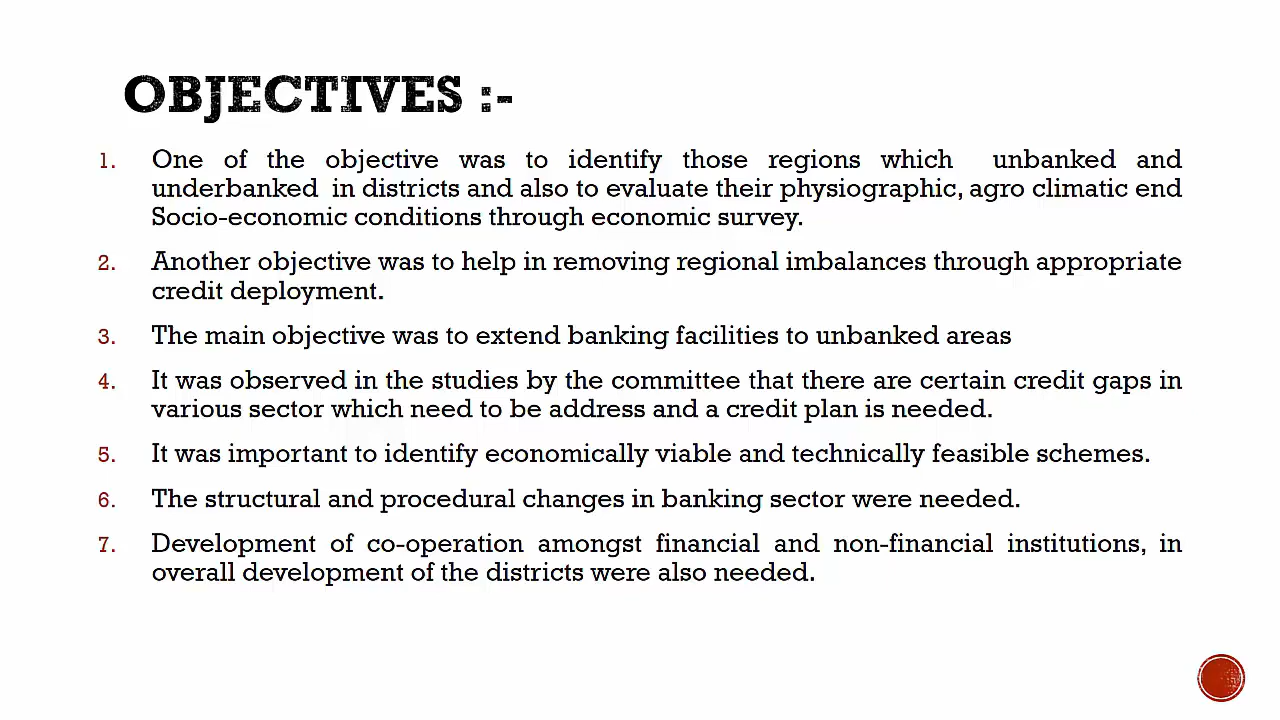 OBJECTIVES :-
1. One of the objective was to identify those regions which unbanked and
underbanked in districts and also to evaluate their physiographic, agro climatic end
Socio-economic conditions through economic survey.
2. Another objective was to help in removing regional imbalances through appropriate
credit deployment.
3. The main objective was to extend banking facilities to unbanked areas
4. It was observed in the studies by the committee that there are certain credit gaps in
various sector which need to be address and a credit plan is needed.
5. It was important to identify economically viable and technically feasible schemes.
6. The structural and procedural changes in banking sector were needed.
7. Development of co-operation amongst financial and non-financial institutions, in
overall development of the districts were also needed.